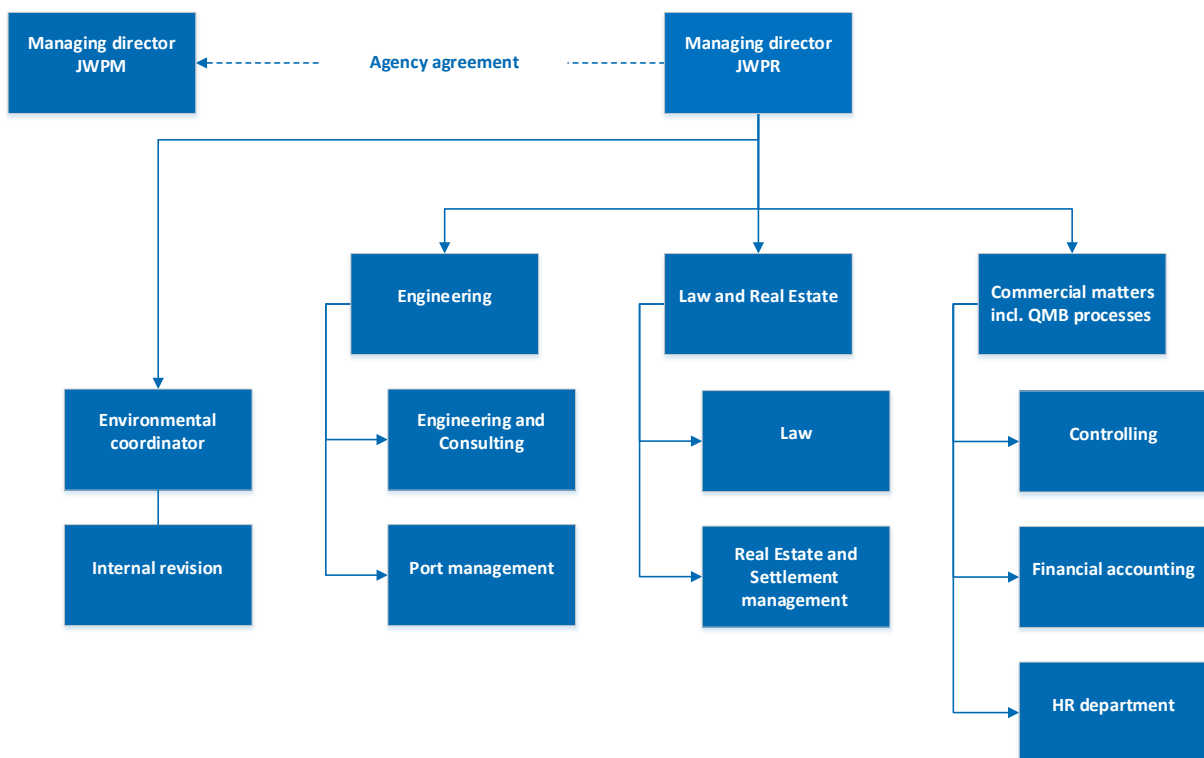 Managing director
JWPM
Agency agreement
Managing director
JWPR
Engineering
Law and Real Estate
Commercial matters
incl. QMB processes
Environmental
coordinator
Engineering and
Consulting
Law
Controlling
Internal revision
Port management
Real Estate and
Settlement
management
Financial accounting
HR department